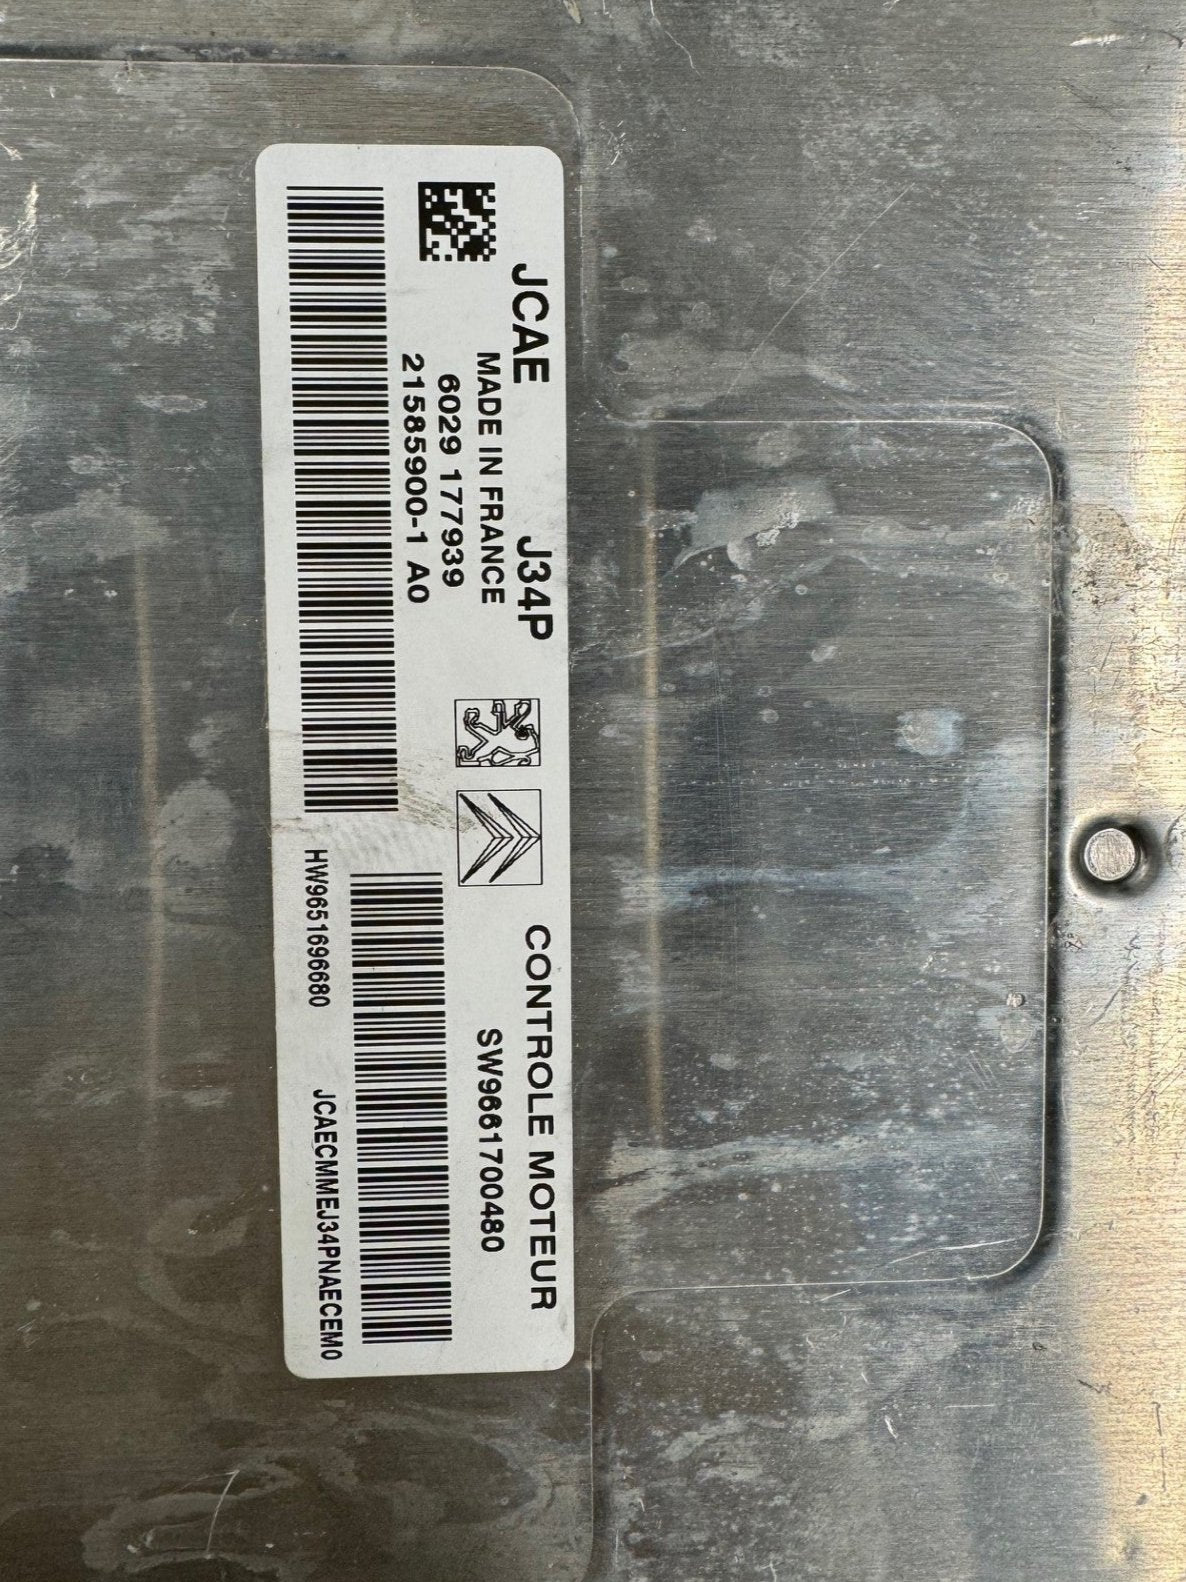 JCAE J34P
MADE IN FRANCE
6029 177939
21585900-1 A0
CONTROLE MOTEUR
SW9661700480
HW9651696680 JCAECMMEJ34PNAECEM0